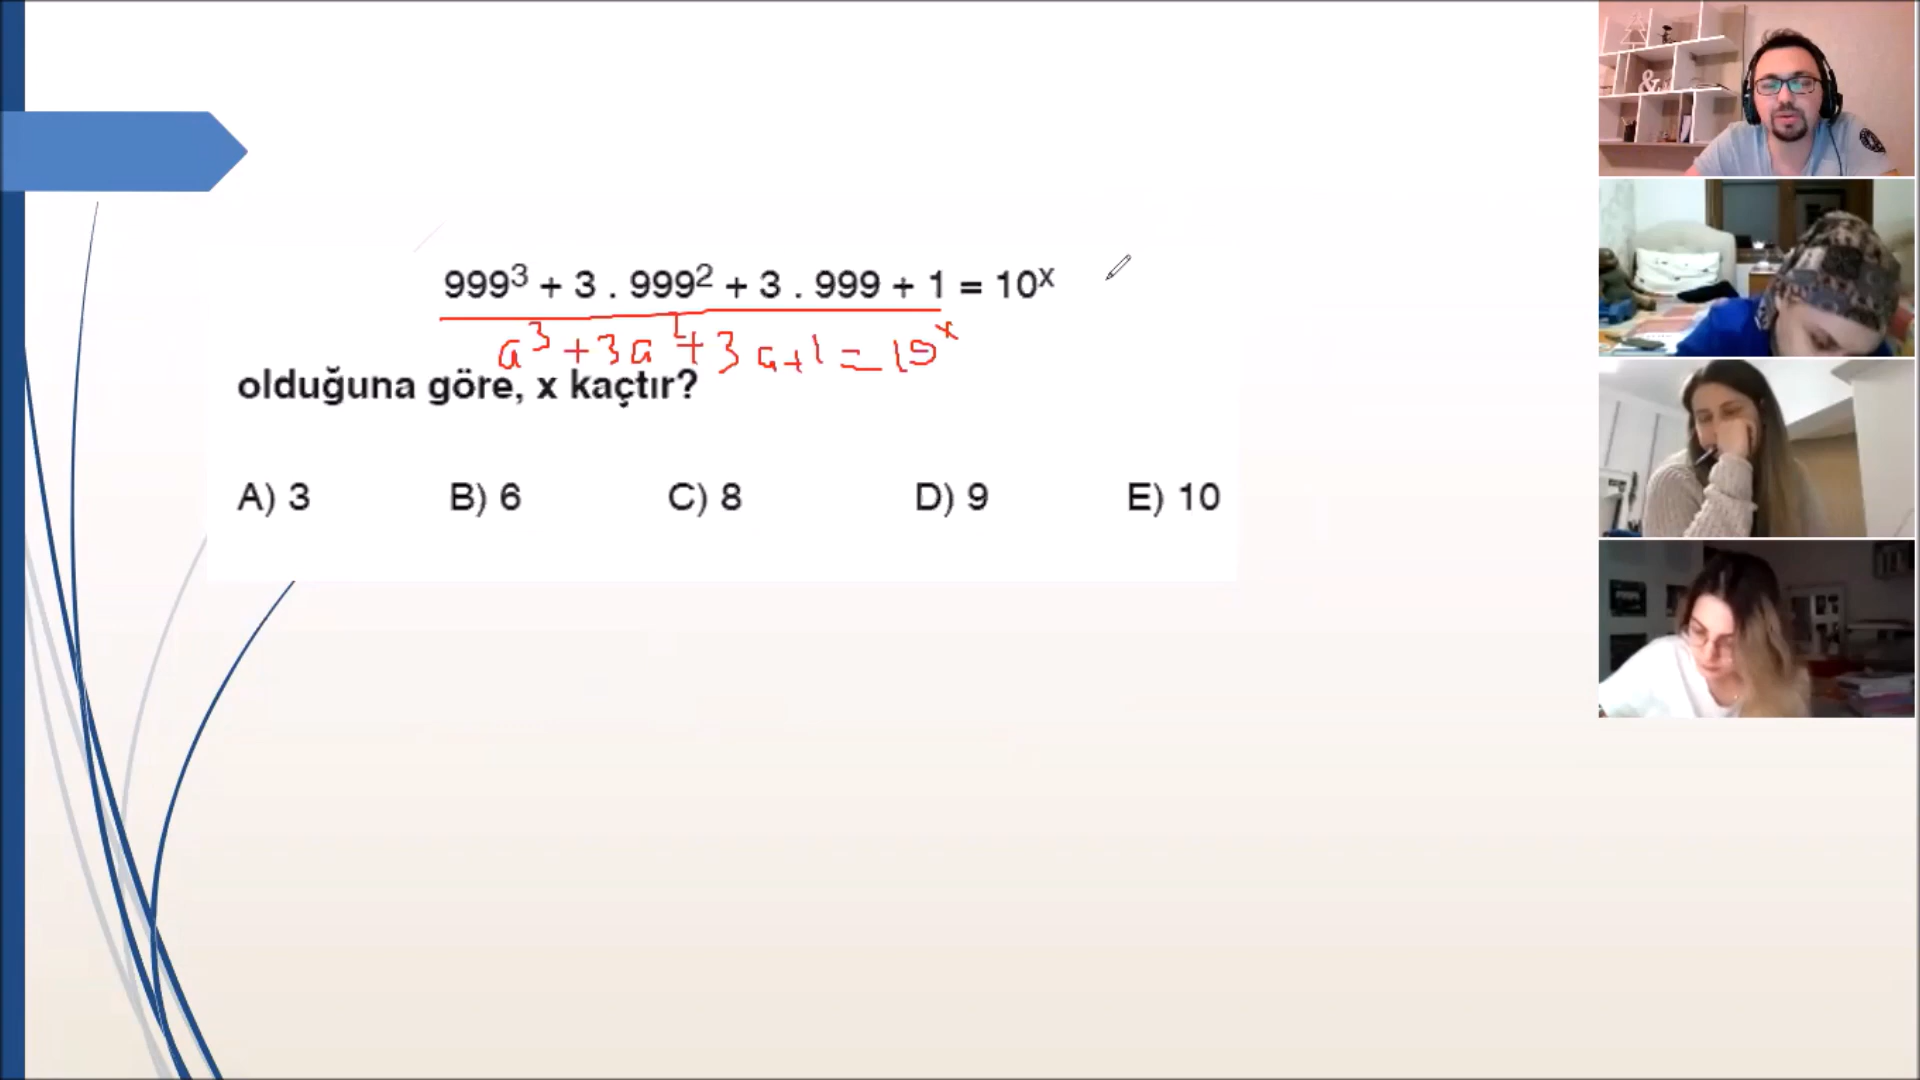 999³ + 3 . 999² + 3 . 999 + 1 = 10ˣ
a³ + 3a² + 3a + 1 = 10ˣ
olduğuna göre, x kaçtır?
A) 3 B) 6 C) 8 D) 9 E) 10
&